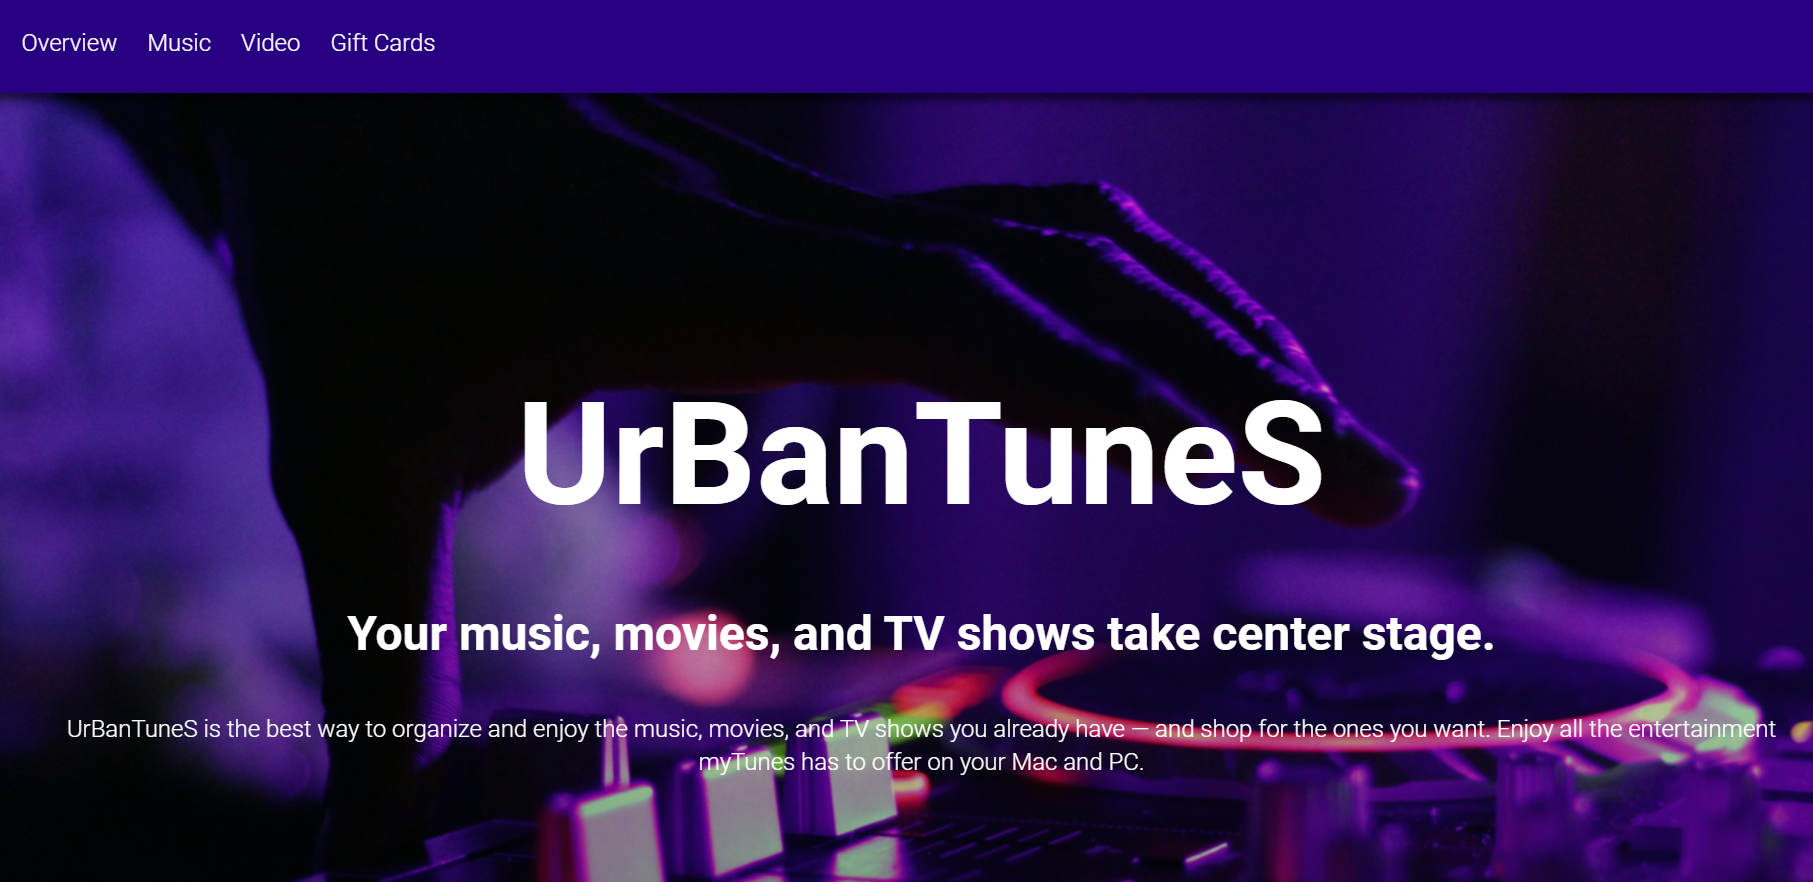 Overview Music Video Gift Cards
UrBanTuneS
Your music, movies, and TV shows take center stage.
UrBanTuneS is the best way to organize and enjoy the music, movies, and TV shows you already have — and shop for the ones you want. Enjoy all the entertainment
myTunes has to offer on your Mac and PC.